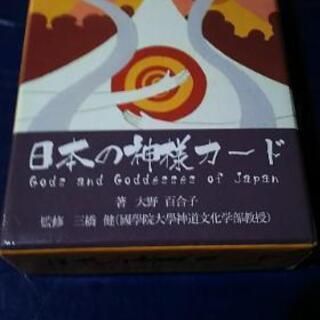 日本の神様カード
Gods and Goddesses of Japan
著 大野 百合子
監修 三橋 健(國學院大學神道文化学部教授)